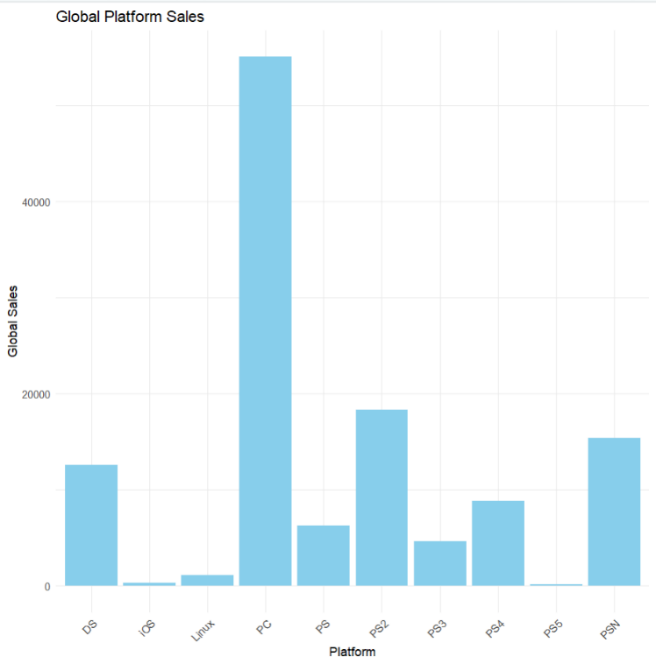 Global Platform Sales
Global Sales
40000
20000
0
DS
iOS
Linux
PC
PS
PS2
PS3
PS4
PS5
PSN
Platform